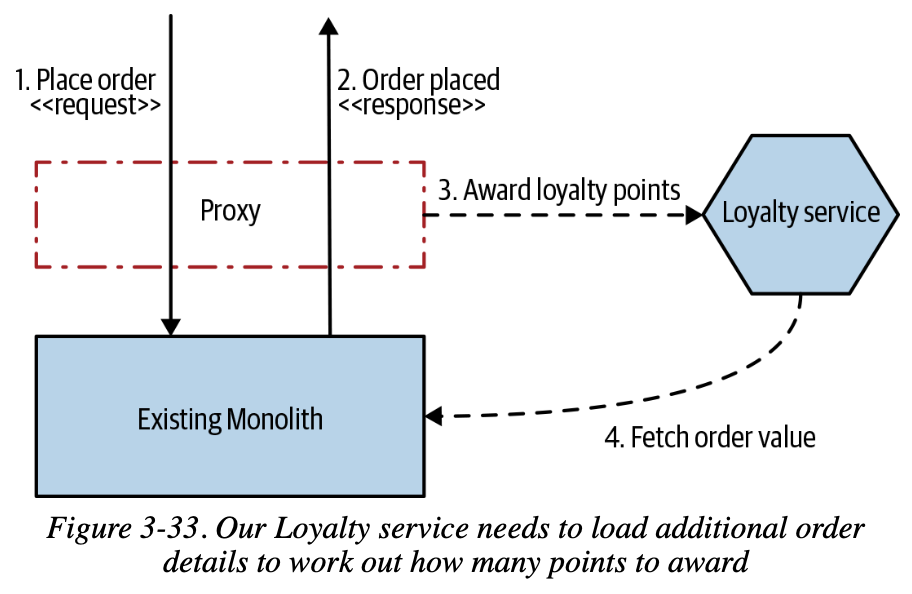 1. Place order
<<request>>
2. Order placed
<<response>>
Proxy
3. Award loyalty points
Loyalty service
Existing Monolith
4. Fetch order value
Figure 3-33. Our Loyalty service needs to load additional order
details to work out how many points to award